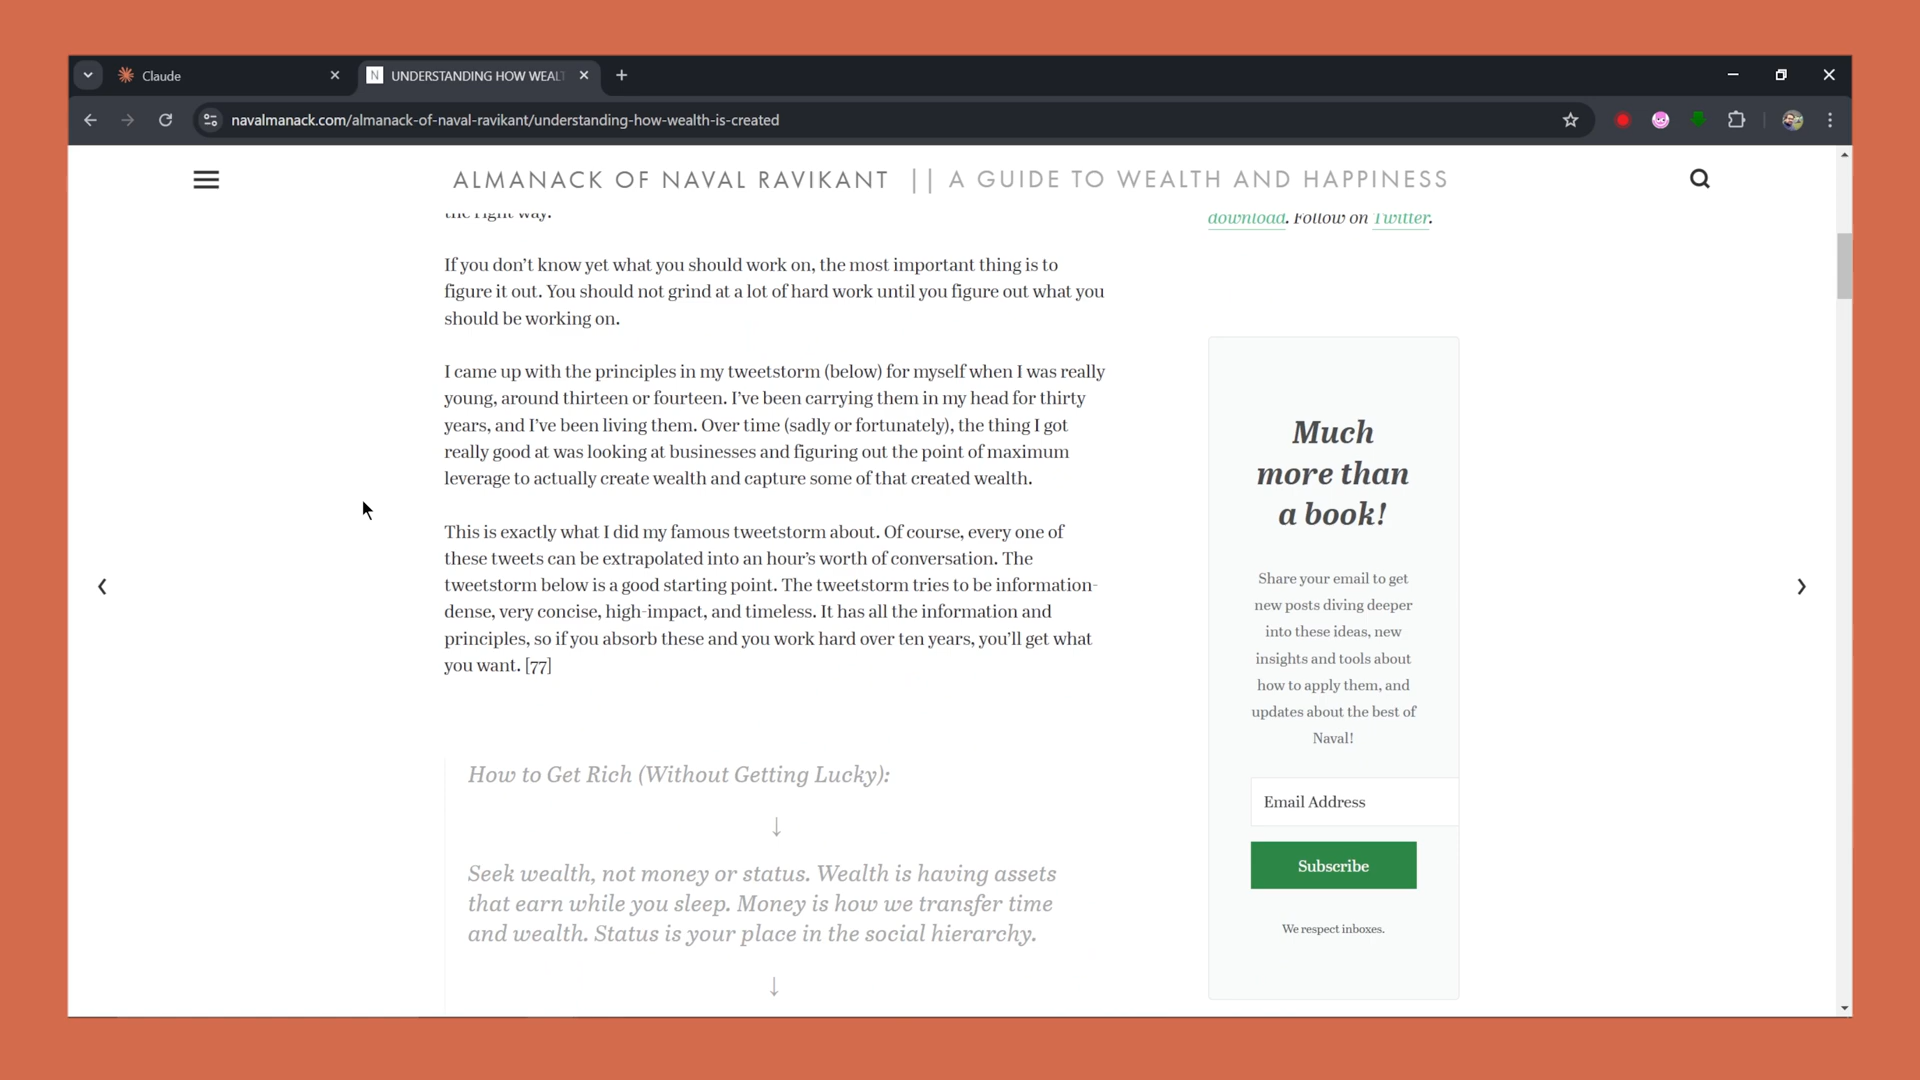 Claude
N UNDERSTANDING HOW WEAL
navalmanack.com/almanack-of-naval-ravikant/understanding-how-wealth-is-created
ALMANACK OF NAVAL RAVIKANT || A GUIDE TO WEALTH AND HAPPINESS
the right way.
If you don’t know yet what you should work on, the most important thing is to
figure it out. You should not grind at a lot of hard work until you figure out what you
should be working on.
I came up with the principles in my tweetstorm (below) for myself when I was really
young, around thirteen or fourteen. I’ve been carrying them in my head for thirty
years, and I’ve been living them. Over time (sadly or fortunately), the thing I got
really good at was looking at businesses and figuring out the point of maximum
leverage to actually create wealth and capture some of that created wealth.
This is exactly what I did my famous tweetstorm about. Of course, every one of
these tweets can be extrapolated into an hour’s worth of conversation. The
tweetstorm below is a good starting point. The tweetstorm tries to be information-
dense, very concise, high-impact, and timeless. It has all the information and
principles, so if you absorb these and you work hard over ten years, you’ll get what
you want. [77]
How to Get Rich (Without Getting Lucky):
↓
Seek wealth, not money or status. Wealth is having assets
that earn while you sleep. Money is how we transfer time
and wealth. Status is your place in the social hierarchy.
↓
download. Follow on Twitter.
Much
more than
a book!
Share your email to get
new posts diving deeper
into these ideas, new
insights and tools about
how to apply them, and
updates about the best of
Naval!
Email Address
Subscribe
We respect inboxes.